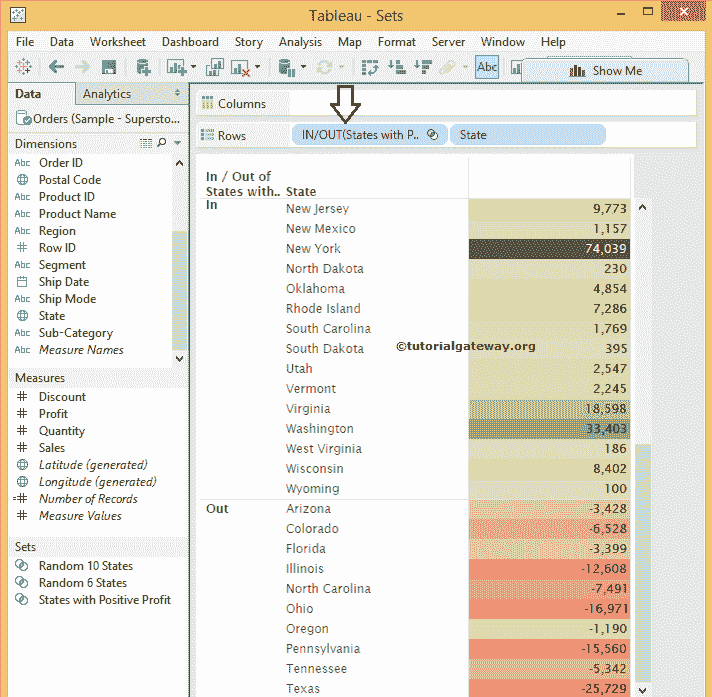 Tableau - Sets
File Data Worksheet Dashboard Story Analysis Map Format Server Window Help
Abc Show Me
Data Analytics
Orders (Sample - Supersto...
Dimensions
Abc Order ID
Postal Code
Abc Product ID
Abc Product Name
Abc Region
# Row ID
Abc Segment
Ship Date
Abc Ship Mode
State
Abc Sub-Category
Abc Measure Names
Measures
# Discount
# Profit
# Quantity
# Sales
Latitude (generated)
Longitude (generated)
=# Number of Records
# Measure Values
Sets
Random 10 States
Random 6 States
States with Positive Profit
Columns
Rows IN/OUT(States with P.. State
In / Out of
States with.. State
In New Jersey 9,773
New Mexico 1,157
New York 74,039
North Dakota 230
Oklahoma 4,854
Rhode Island 7,286
South Carolina 1,769
South Dakota 395
©tutorialgateway.org
Utah 2,547
Vermont 2,245
Virginia 18,598
Washington 33,403
West Virginia 186
Wisconsin 8,402
Wyoming 100
Out Arizona -3,428
Colorado -6,528
Florida -3,399
Illinois -12,608
North Carolina -7,491
Ohio -16,971
Oregon -1,190
Pennsylvania -15,560
Tennessee -5,342
Texas -25,729